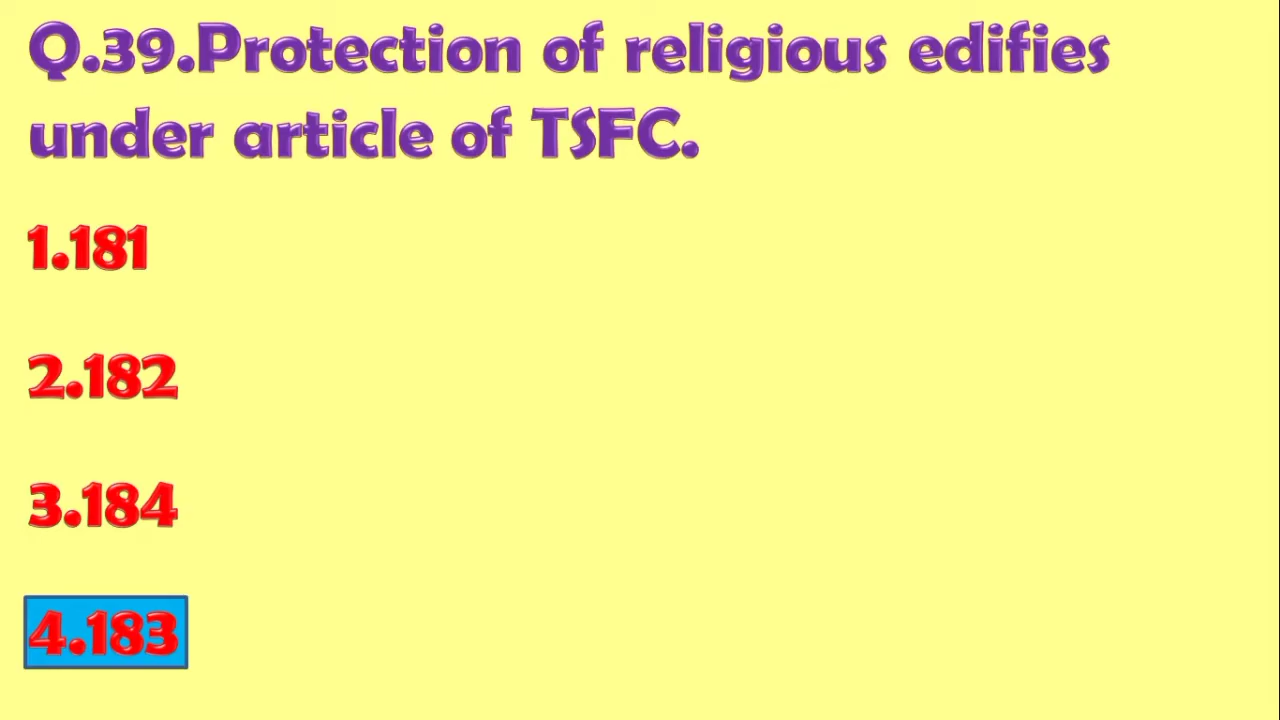 Q.39.Protection of religious edifies
under article of TSFC.
1.181
2.182
3.184
4.183